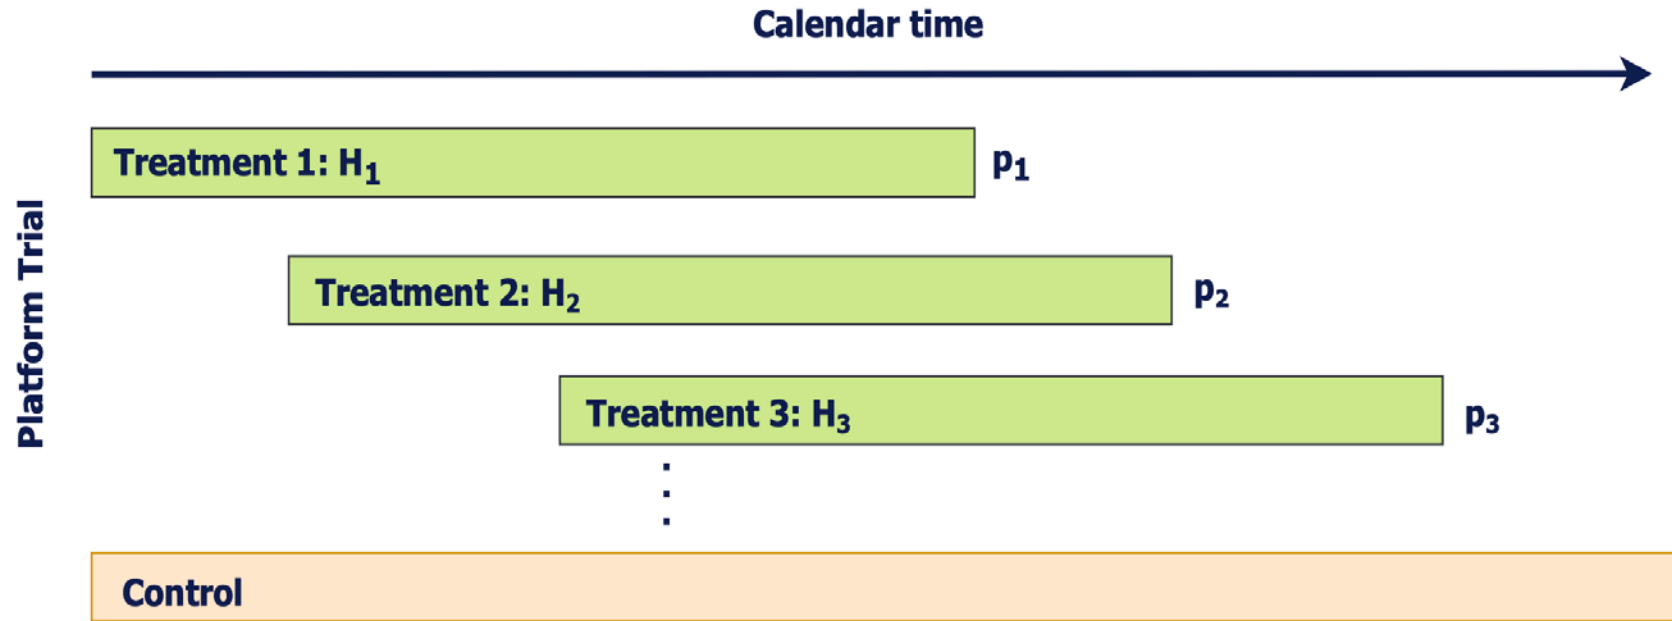 Calendar time
Platform Trial
Treatment 1: H₁
p₁
Treatment 2: H₂
p₂
Treatment 3: H₃
p₃
Control